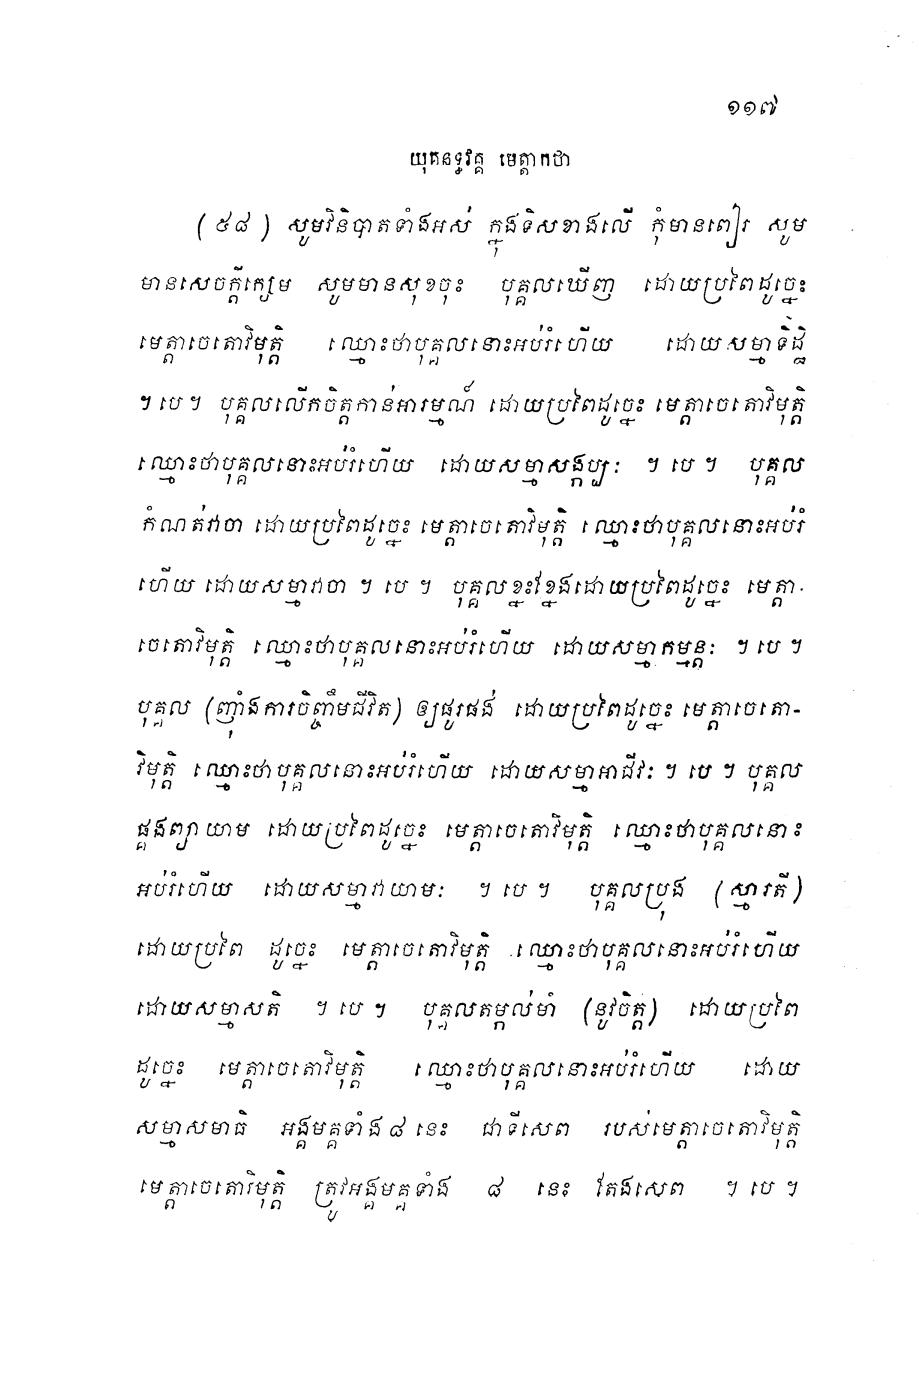 ១១៧
យុគនទ្ធវគ្គ មេត្តាកថា
(៥៨) សូមវិនិបាតទាំងអស់ ក្នុងទិសខាងលើ កុំមានពៀរ សូម
មានសេចក្តីក្សេម សូមមានសុខចុះ បុគ្គលឃើញ ដោយប្រពៃដូច្នេះ
មេត្តាចេតោវិមុត្តិ ឈ្មោះថាបុគ្គលនោះអប់រំហើយ ដោយសម្មាទិដ្ឋិ
។បេ។ បុគ្គលលើកចិត្តកាន់អារម្មណ៍ ដោយប្រពៃដូច្នេះ មេត្តាចេតោវិមុត្តិ
ឈ្មោះថាបុគ្គលនោះអប់រំហើយ ដោយសម្មាសង្កប្បៈ ។ បេ ។ បុគ្គល
កំណត់វាចា ដោយប្រពៃដូច្នេះ មេត្តាចេតោវិមុត្តិ ឈ្មោះថាបុគ្គលនោះអប់រំ
ហើយ ដោយសម្មាវាចា ។ បេ ។ បុគ្គលខ្នះខ្នែងដោយប្រពៃដូច្នេះ មេត្តា-
ចេតោវិមុត្តិ ឈ្មោះថាបុគ្គលនោះអប់រំហើយ ដោយសម្មាកម្មន្តៈ ។ បេ ។
បុគ្គល (ញុំាងការចិញ្ចឹមជីវិត) ឲ្យផូរផង់ ដោយប្រពៃដូច្នេះ មេត្តាចេតោ-
វិមុត្តិ ឈ្មោះថាបុគ្គលនោះអប់រំហើយ ដោយសម្មាអាជីវៈ ។ បេ ។ បុគ្គល
ផ្គងព្យាយាម ដោយប្រពៃដូច្នេះ មេត្តាចេតោវិមុត្តិ ឈ្មោះថាបុគ្គលនោះ
អប់រំហើយ ដោយសម្មាវាយាមៈ ។ បេ ។ បុគ្គលប្រុង (ស្មារតី)
ដោយប្រពៃ ដូច្នេះ មេត្តាចេតោវិមុត្តិ ឈ្មោះថាបុគ្គលនោះអប់រំហើយ
ដោយសម្មាសតិ ។ បេ ។ បុគ្គលតម្កល់មាំ (នូវចិត្ត) ដោយប្រពៃ
ដូច្នេះ មេត្តាចេតោវិមុត្តិ ឈ្មោះថាបុគ្គលនោះអប់រំហើយ ដោយ
សម្មាសមាធិ អង្គមគ្គទាំង៨នេះ ជាទីសេព របស់មេត្តាចេតោវិមុត្តិ
មេត្តាចេតោវិមុត្តិ ត្រូវអង្គមគ្គទាំង ៨ នេះ តែងសេព ។ បេ ។